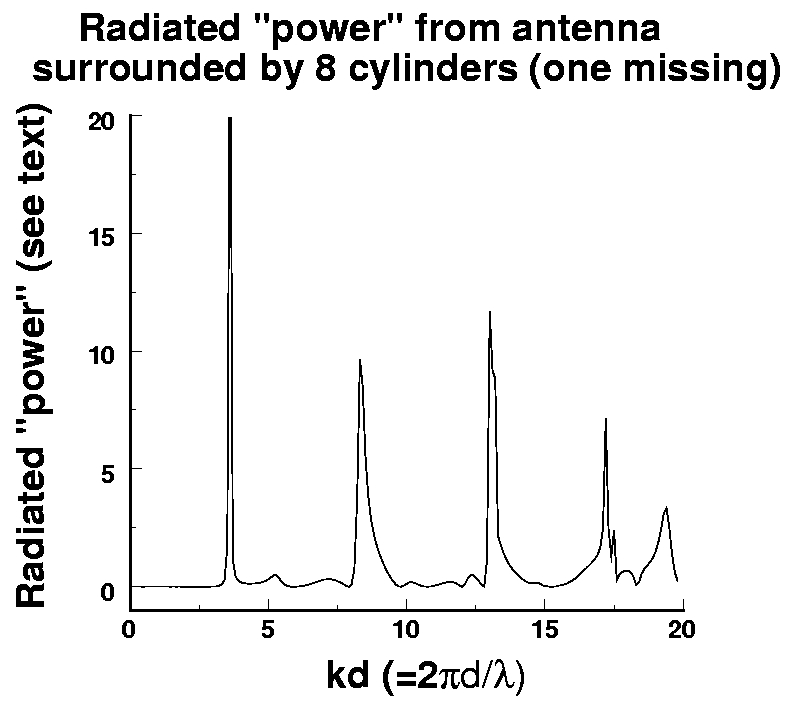 Radiated "power" from antenna
surrounded by 8 cylinders (one missing)
Radiated "power" (see text)
20
15
10
5
0
0
5
10
15
20
kd (=2πd/λ)